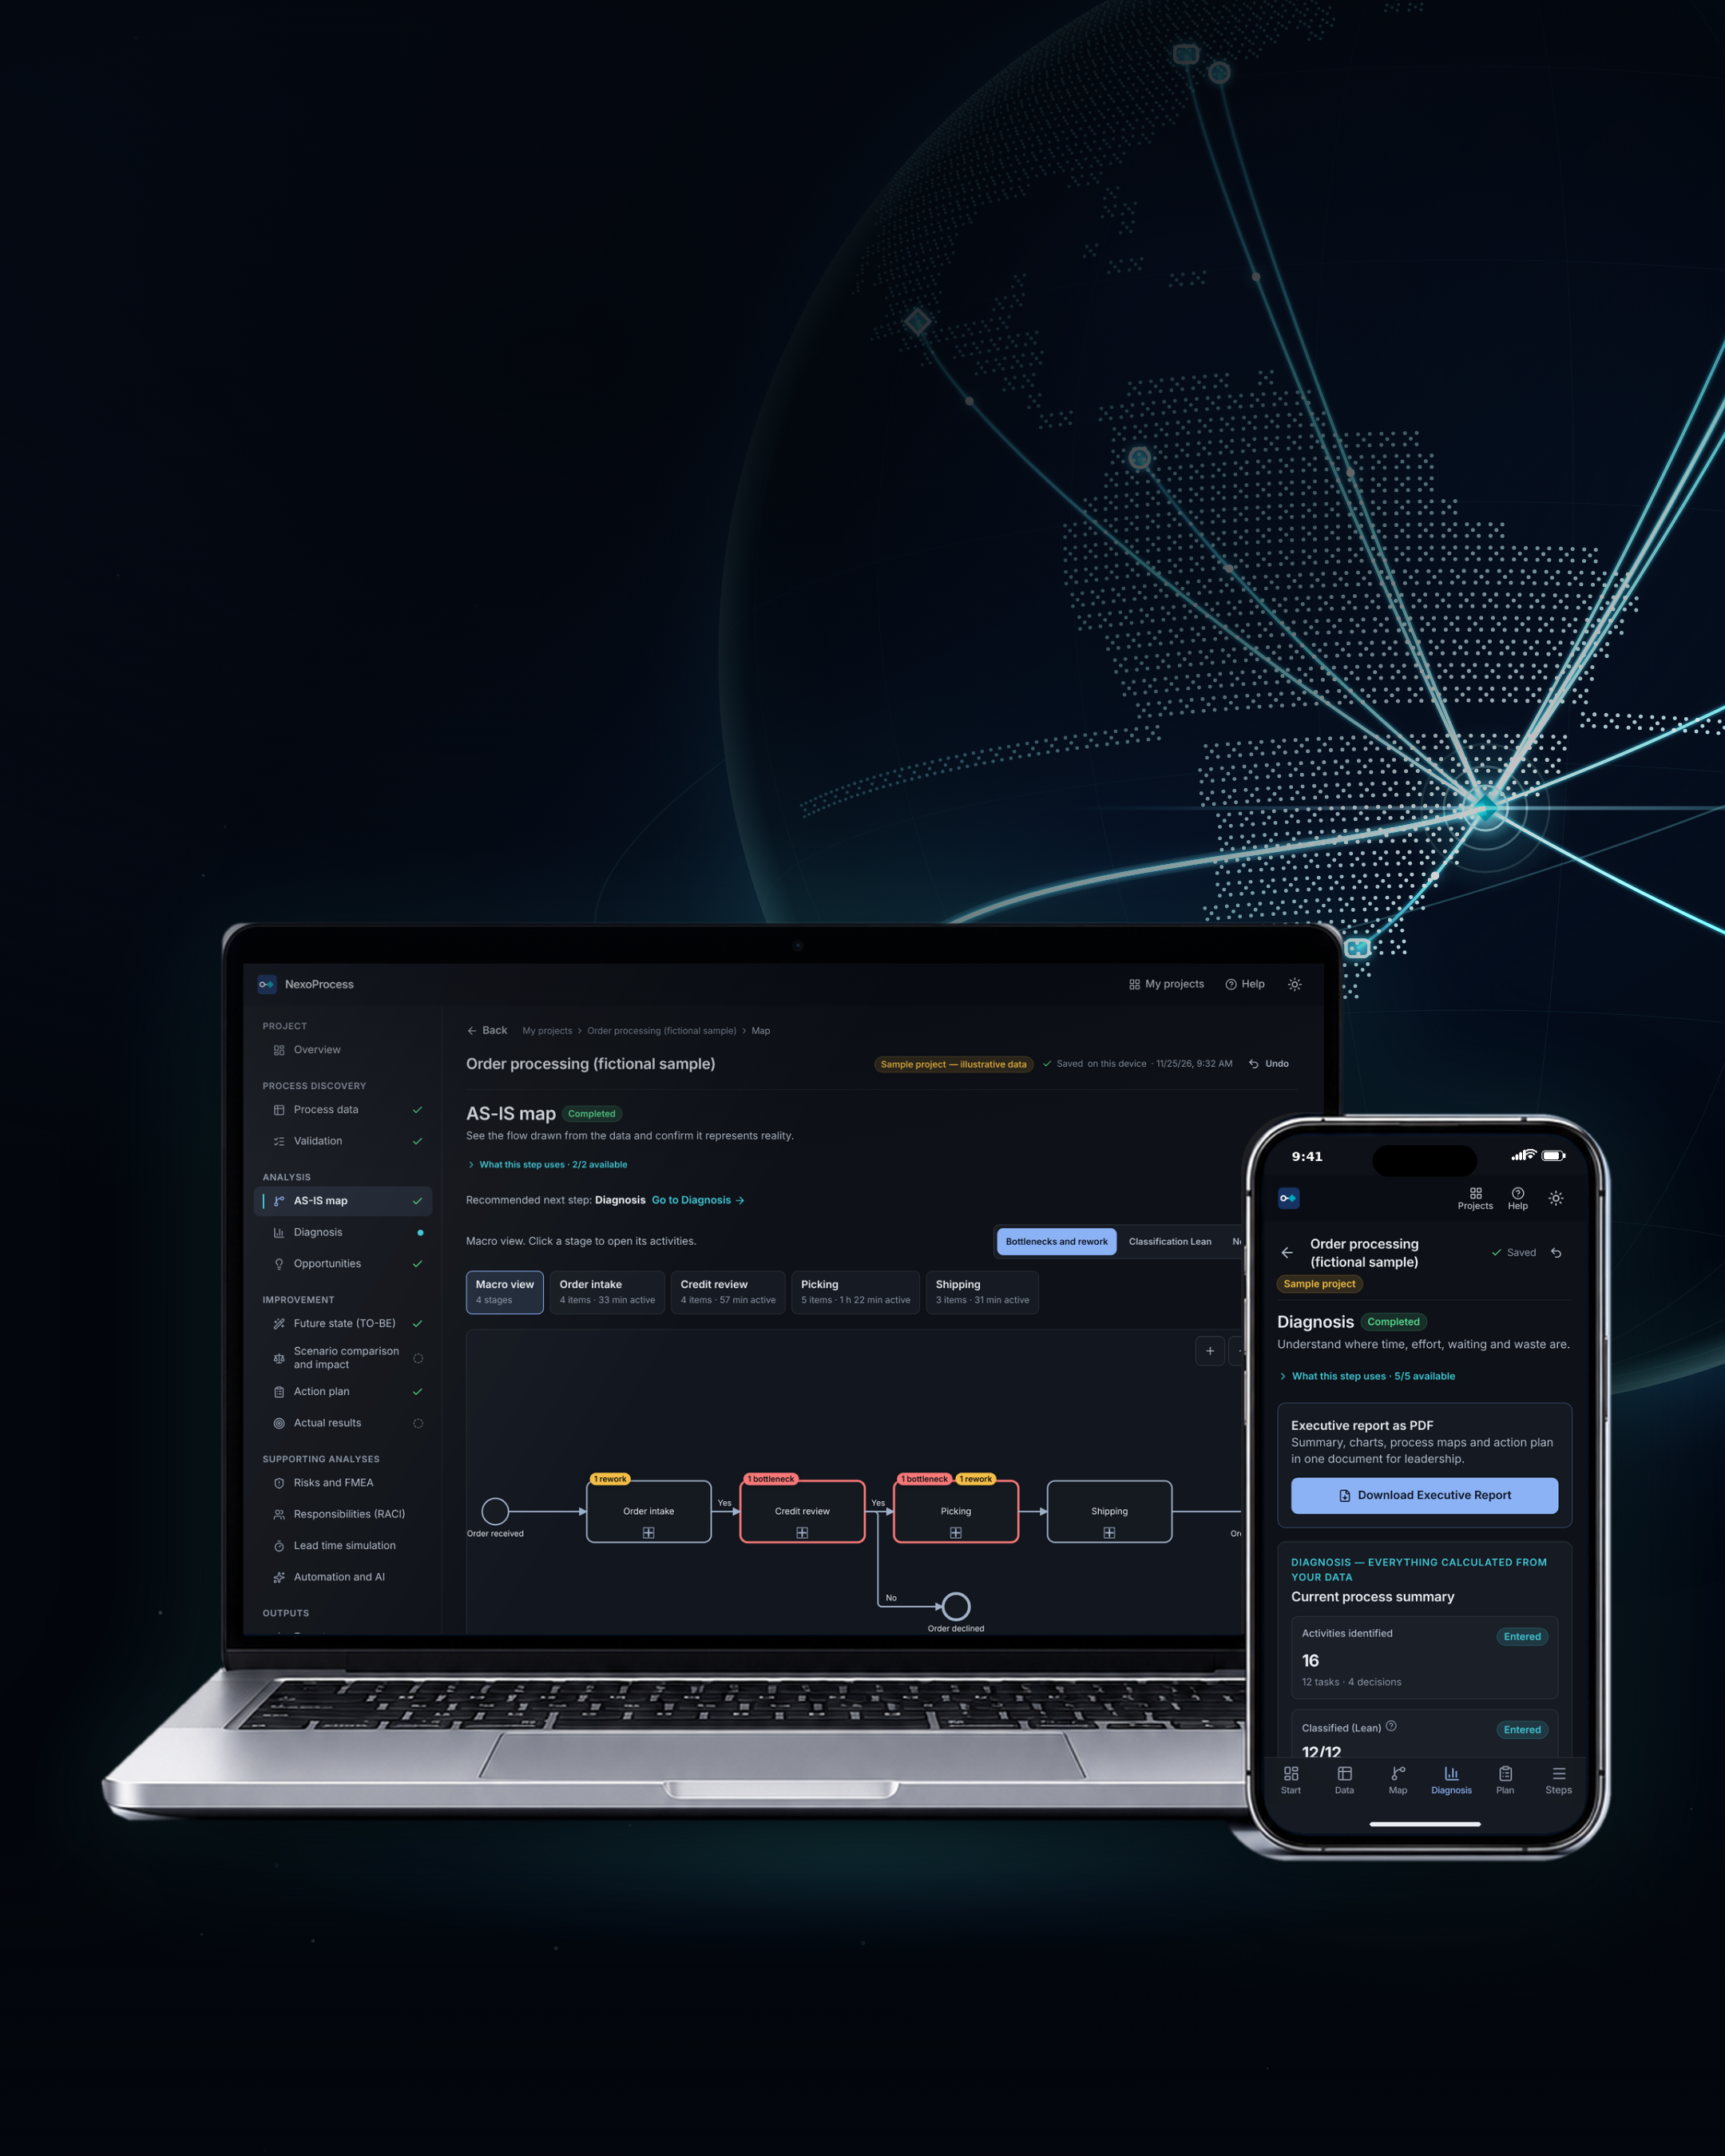 NexoProcess
My projects
Help
PROJECT
Overview
PROCESS DISCOVERY
Process data
Validation
ANALYSIS
AS-IS map
Diagnosis
Opportunities
IMPROVEMENT
Future state (TO-BE)
Scenario comparison
and impact
Action plan
Actual results
SUPPORTING ANALYSES
Risks and FMEA
Responsibilities (RACI)
Lead time simulation
Automation and AI
OUTPUTS
Back
My projects > Order processing (fictional sample) > Map
Order processing (fictional sample)
Sample project — illustrative data
Saved on this device · 11/25/26, 9:32 AM
Undo
AS-IS map
Completed
See the flow drawn from the data and confirm it represents reality.
What this step uses · 2/2 available
Recommended next step: Diagnosis Go to Diagnosis →
Macro view. Click a stage to open its activities.
Bottlenecks and rework
Classification Lean
Macro view
4 stages
Order intake
4 items · 33 min active
Credit review
4 items · 57 min active
Picking
5 items · 1 h 22 min active
Shipping
3 items · 31 min active
Order received
1 rework
Order intake
Yes
1 bottleneck
Credit review
Yes
1 bottleneck
1 rework
Picking
Shipping
No
Order declined
9:41
Projects
Help
Order processing
(fictional sample)
Saved
Sample project
Diagnosis
Completed
Understand where time, effort, waiting and waste are.
What this step uses · 5/5 available
Executive report as PDF
Summary, charts, process maps and action plan
in one document for leadership.
Download Executive Report
DIAGNOSIS — EVERYTHING CALCULATED FROM
YOUR DATA
Current process summary
Activities identified
Entered
16
12 tasks · 4 decisions
Classified (Lean)
Entered
12/12
Start
Data
Map
Diagnosis
Plan
Steps